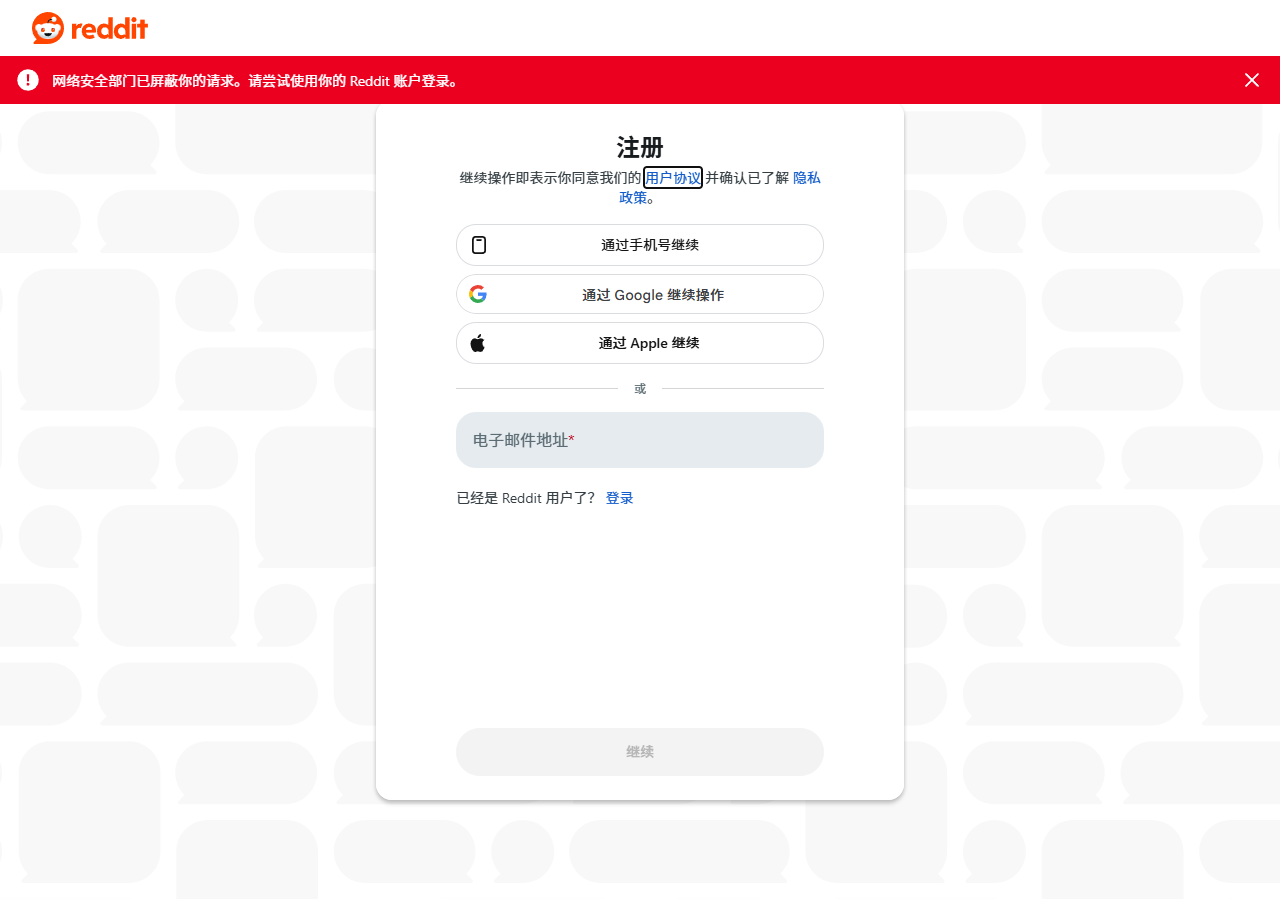 reddit
网络安全部门已屏蔽你的请求。请尝试使用你的 Reddit 账户登录。
注册
继续操作即表示你同意我们的 用户协议 并确认已了解 隐私
政策。
通过手机号继续
通过 Google 继续操作
通过 Apple 继续
或
电子邮件地址*
已经是 Reddit 用户了? 登录
继续